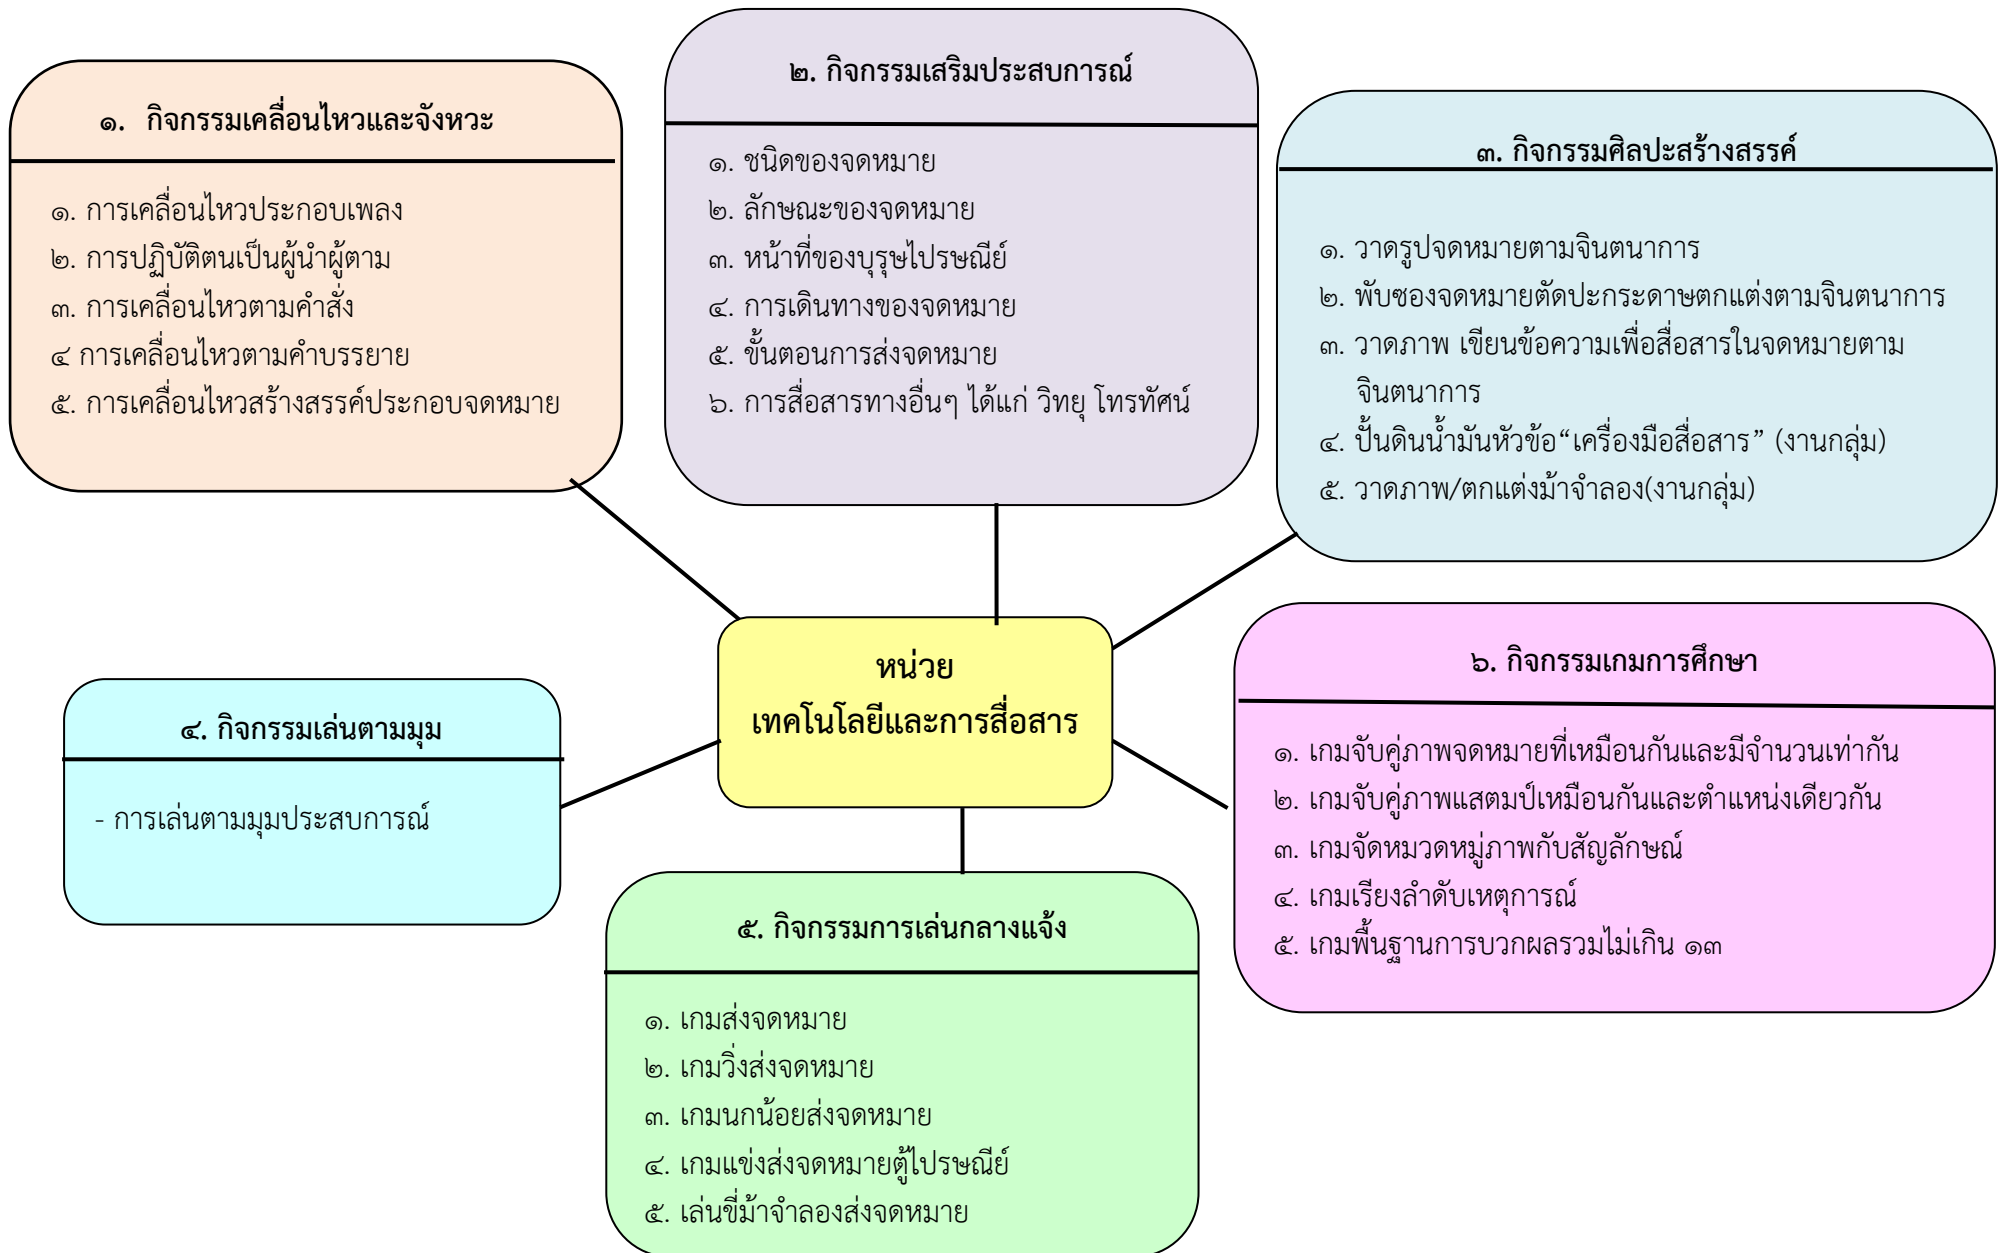 ๑. กิจกรรมเคลื่อนไหวและจังหวะ
๑. การเคลื่อนไหวประกอบเพลง
๒. การปฏิบัติตนเป็นผู้นำผู้ตาม
๓. การเคลื่อนไหวตามคำสั่ง
๔ การเคลื่อนไหวตามคำบรรยาย
๕. การเคลื่อนไหวสร้างสรรค์ประกอบจดหมาย
๒. กิจกรรมเสริมประสบการณ์
๑. ชนิดของจดหมาย
๒. ลักษณะของจดหมาย
๓. หน้าที่ของบุรุษไปรษณีย์
๔. การเดินทางของจดหมาย
๕. ขั้นตอนการส่งจดหมาย
๖. การสื่อสารทางอื่นๆ ได้แก่ วิทยุ โทรทัศน์
๓. กิจกรรมศิลปะสร้างสรรค์
๑. วาดรูปจดหมายตามจินตนาการ
๒. พับซองจดหมายตัดปะกระดาษตกแต่งตามจินตนาการ
๓. วาดภาพ เขียนข้อความเพื่อสื่อสารในจดหมายตาม
จินตนาการ
๔. ปั้นดินน้ำมันหัวข้อ“เครื่องมือสื่อสาร” (งานกลุ่ม)
๕. วาดภาพ/ตกแต่งม้าจำลอง(งานกลุ่ม)
หน่วย
เทคโนโลยีและการสื่อสาร
๔. กิจกรรมเล่นตามมุม
- การเล่นตามมุมประสบการณ์
๕. กิจกรรมการเล่นกลางแจ้ง
๑. เกมส่งจดหมาย
๒. เกมวิ่งส่งจดหมาย
๓. เกมนกน้อยส่งจดหมาย
๔. เกมแข่งส่งจดหมายตู้ไปรษณีย์
๕. เล่นขี่ม้าจำลองส่งจดหมาย
๖. กิจกรรมเกมการศึกษา
๑. เกมจับคู่ภาพจดหมายที่เหมือนกันและมีจำนวนเท่ากัน
๒. เกมจับคู่ภาพแสตมป์เหมือนกันและตำแหน่งเดียวกัน
๓. เกมจัดหมวดหมู่ภาพกับสัญลักษณ์
๔. เกมเรียงลำดับเหตุการณ์
๕. เกมพื้นฐานการบวกผลรวมไม่เกิน ๑๓